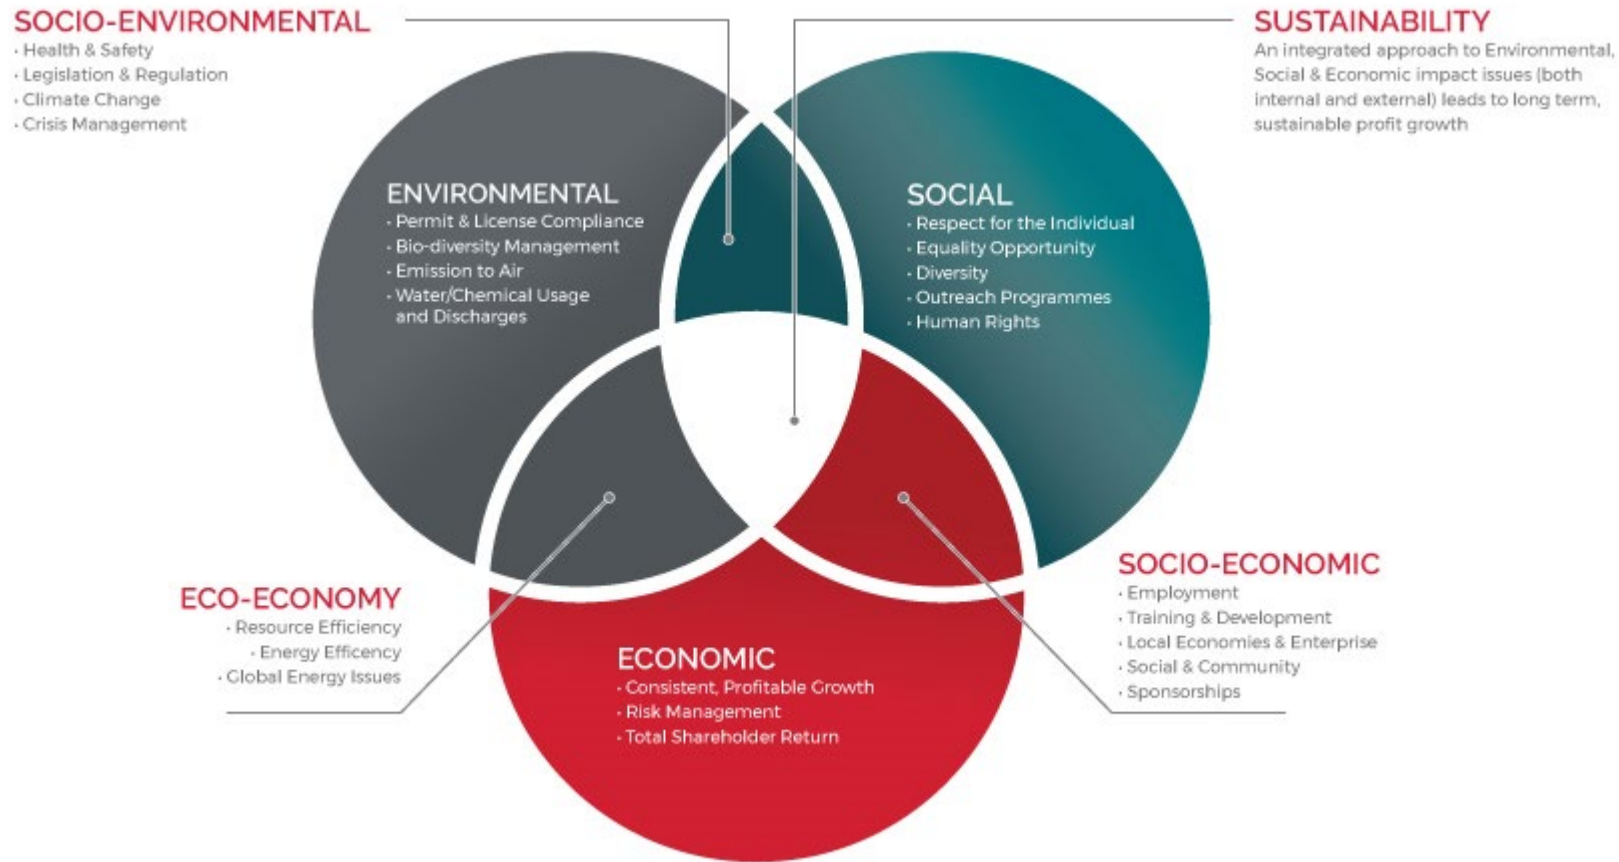 SOCIO-ENVIRONMENTAL
· Health & Safety
· Legislation & Regulation
· Climate Change
· Crisis Management
SUSTAINABILITY
An integrated approach to Environmental,
Social & Economic impact issues (both
internal and external) leads to long term,
sustainable profit growth
ENVIRONMENTAL
· Permit & License Compliance
· Bio-diversity Management
· Emission to Air
· Water/Chemical Usage
and Discharges
SOCIAL
· Respect for the Individual
· Equality Opportunity
· Diversity
· Outreach Programmes
· Human Rights
ECO-ECONOMY
· Resource Efficiency
· Energy Efficency
· Global Energy Issues
SOCIO-ECONOMIC
· Employment
· Training & Development
· Local Economies & Enterprise
· Social & Community
· Sponsorships
ECONOMIC
· Consistent, Profitable Growth
· Risk Management
· Total Shareholder Return